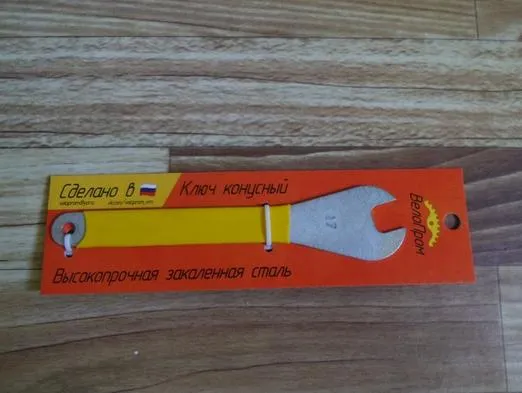 Сделано в
Ключ конусный
ВелоПром
17
Высокопрочная закаленная сталь